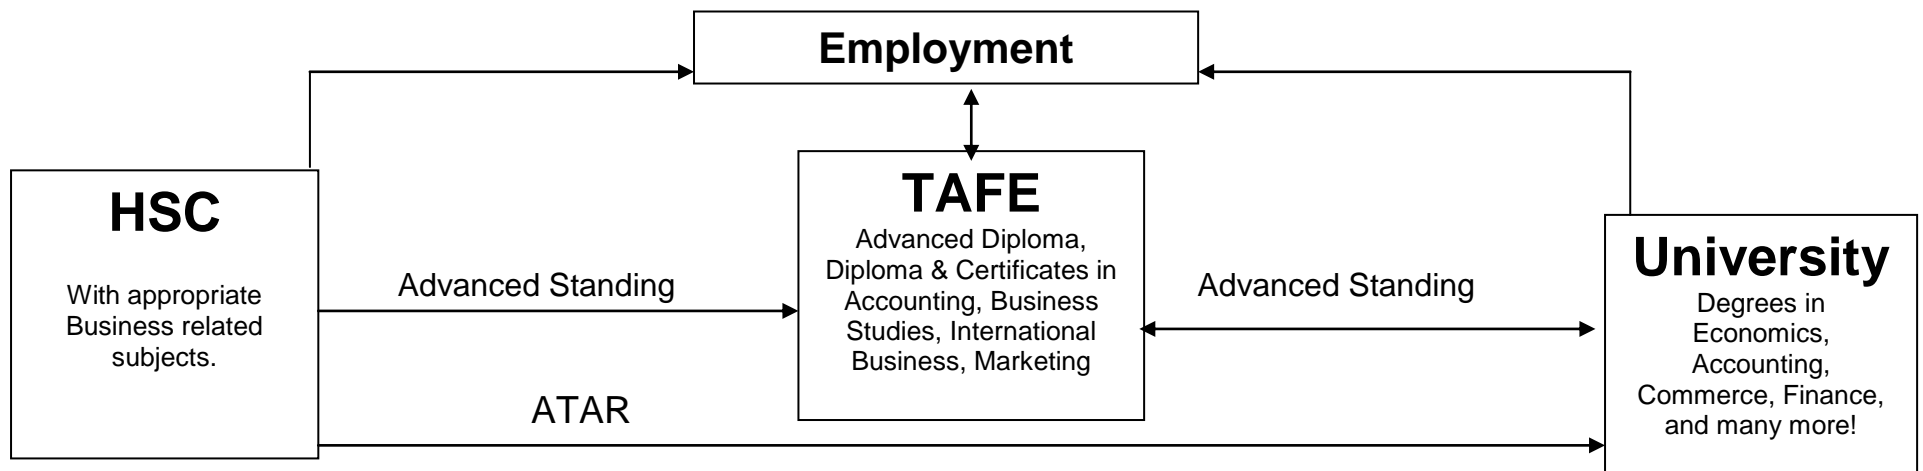 Employment
HSC
With appropriate
Business related
subjects.
Advanced Standing
ATAR
TAFE
Advanced Diploma,
Diploma & Certificates in
Accounting, Business
Studies, International
Business, Marketing
Advanced Standing
University
Degrees in
Economics,
Accounting,
Commerce, Finance,
and many more!